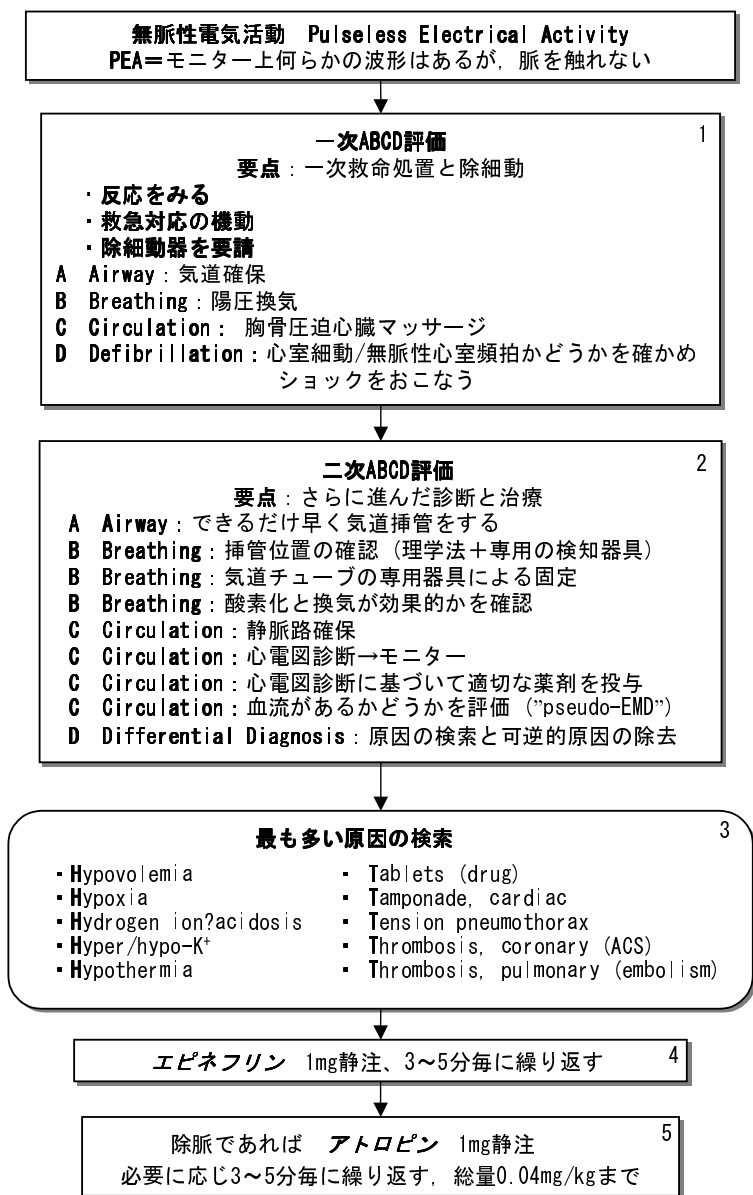 無脈性電気活動 Pulseless Electrical Activity
PEA=モニター上何らかの波形はあるが, 脈を触れない
1
一次ABCD評価
要点:一次救命処置と除細動
・反応をみる
・救急対応の機動
・除細動器を要請
A Airway:気道確保
B Breathing:陽圧換気
C Circulation: 胸骨圧迫心臓マッサージ
D Defibrillation:心室細動/無脈性心室頻拍かどうかを確かめ
ショックをおこなう
2
二次ABCD評価
要点:さらに進んだ診断と治療
A Airway:できるだけ早く気道挿管をする
B Breathing:挿管位置の確認(理学法+専用の検知器具)
B Breathing:気道チューブの専用器具による固定
B Breathing:酸素化と換気が効果的かを確認
C Circulation:静脈路確保
C Circulation:心電図診断→モニター
C Circulation:心電図診断に基づいて適切な薬剤を投与
C Circulation:血流があるかどうかを評価("pseudo-EMD")
D Differential Diagnosis:原因の検索と可逆的原因の除去
3
最も多い原因の検索
・Hypovolemia ・ Tablets (drug)
・Hypoxia ・ Tamponade, cardiac
・Hydrogen ion?acidosis ・ Tension pneumothorax
・Hyper/hypo-K⁺ ・ Thrombosis, coronary (ACS)
・Hypothermia ・ Thrombosis, pulmonary (embolism)
エピネフリン 1mg静注、3~5分毎に繰り返す 4
除脈であれば アトロピン 1mg静注 5
必要に応じ3~5分毎に繰り返す, 総量0.04mg/kgまで